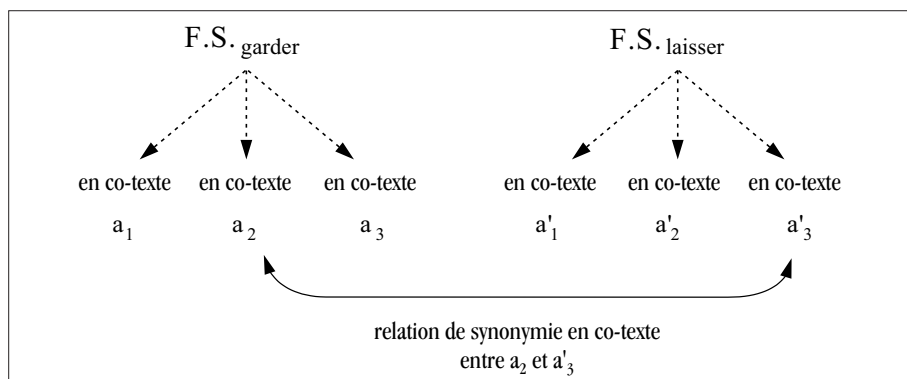 F.S. garder F.S. laisser
en co-texte en co-texte en co-texte en co-texte en co-texte en co-texte
a1 a2 a3 a'1 a'2 a'3
relation de synonymie en co-texte
entre a2 et a'3